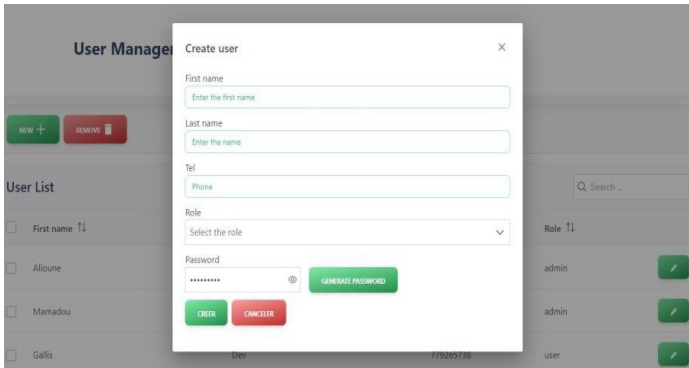 User Manage
Create user
First name
Enter the first name
Last name
Enter the name
Tel
Phone
Role
Select the role
Password
GENERATE PASSWORD
CREER CANCELER
NEW REMOVE
User List
Search ..
First name Role
Alioune admin
Mamadou admin
Gallis Dev 779265738 user